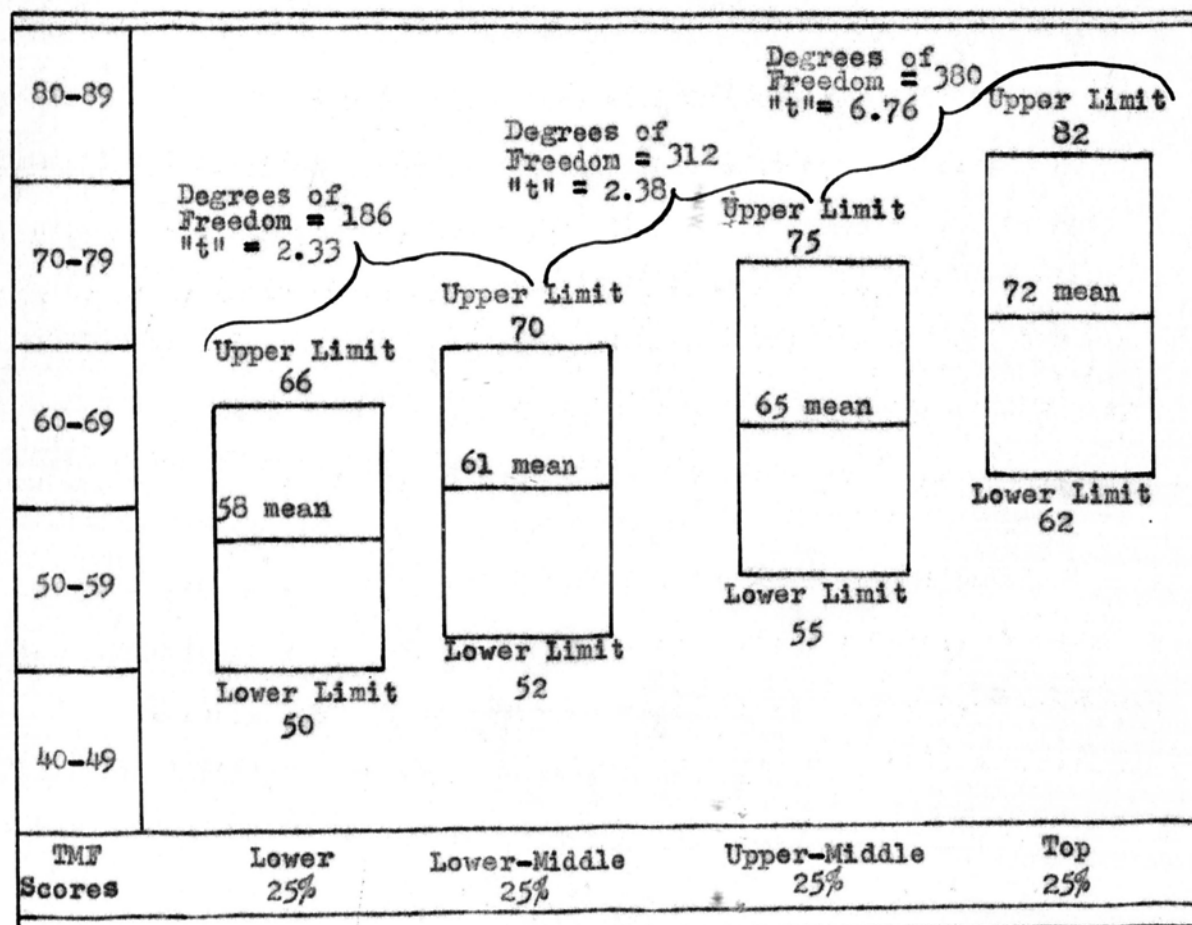 80-89
Degrees of
Freedom = 380
"t"= 6.76
Upper Limit
82
Degrees of
Freedom = 312
"t" = 2.38
Degrees of
Freedom = 186
"t" = 2.33
Upper Limit
75
70-79
Upper Limit
70
72 mean
Upper Limit
66
60-69
65 mean
61 mean
58 mean
Lower Limit
62
50-59
Lower Limit
55
Lower Limit
52
Lower Limit
50
40-49
TMF
Scores
Lower
25%
Lower-Middle
25%
Upper-Middle
25%
Top
25%